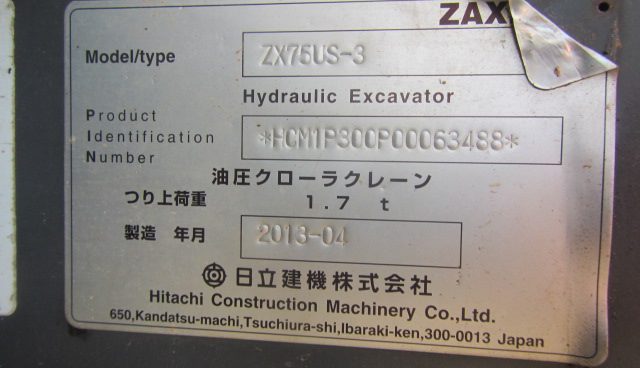 ZAX
Model/type ZX75US-3
Hydraulic Excavator
Product
Identification *HCM1P300P00063488*
Number
油圧クローラクレーン
つり上荷重 1.7 t
製造 年月 2013-04
日立建機株式会社
Hitachi Construction Machinery Co.,Ltd.
650,Kandatsu-machi,Tsuchiura-shi,Ibaraki-ken,300-0013 Japan